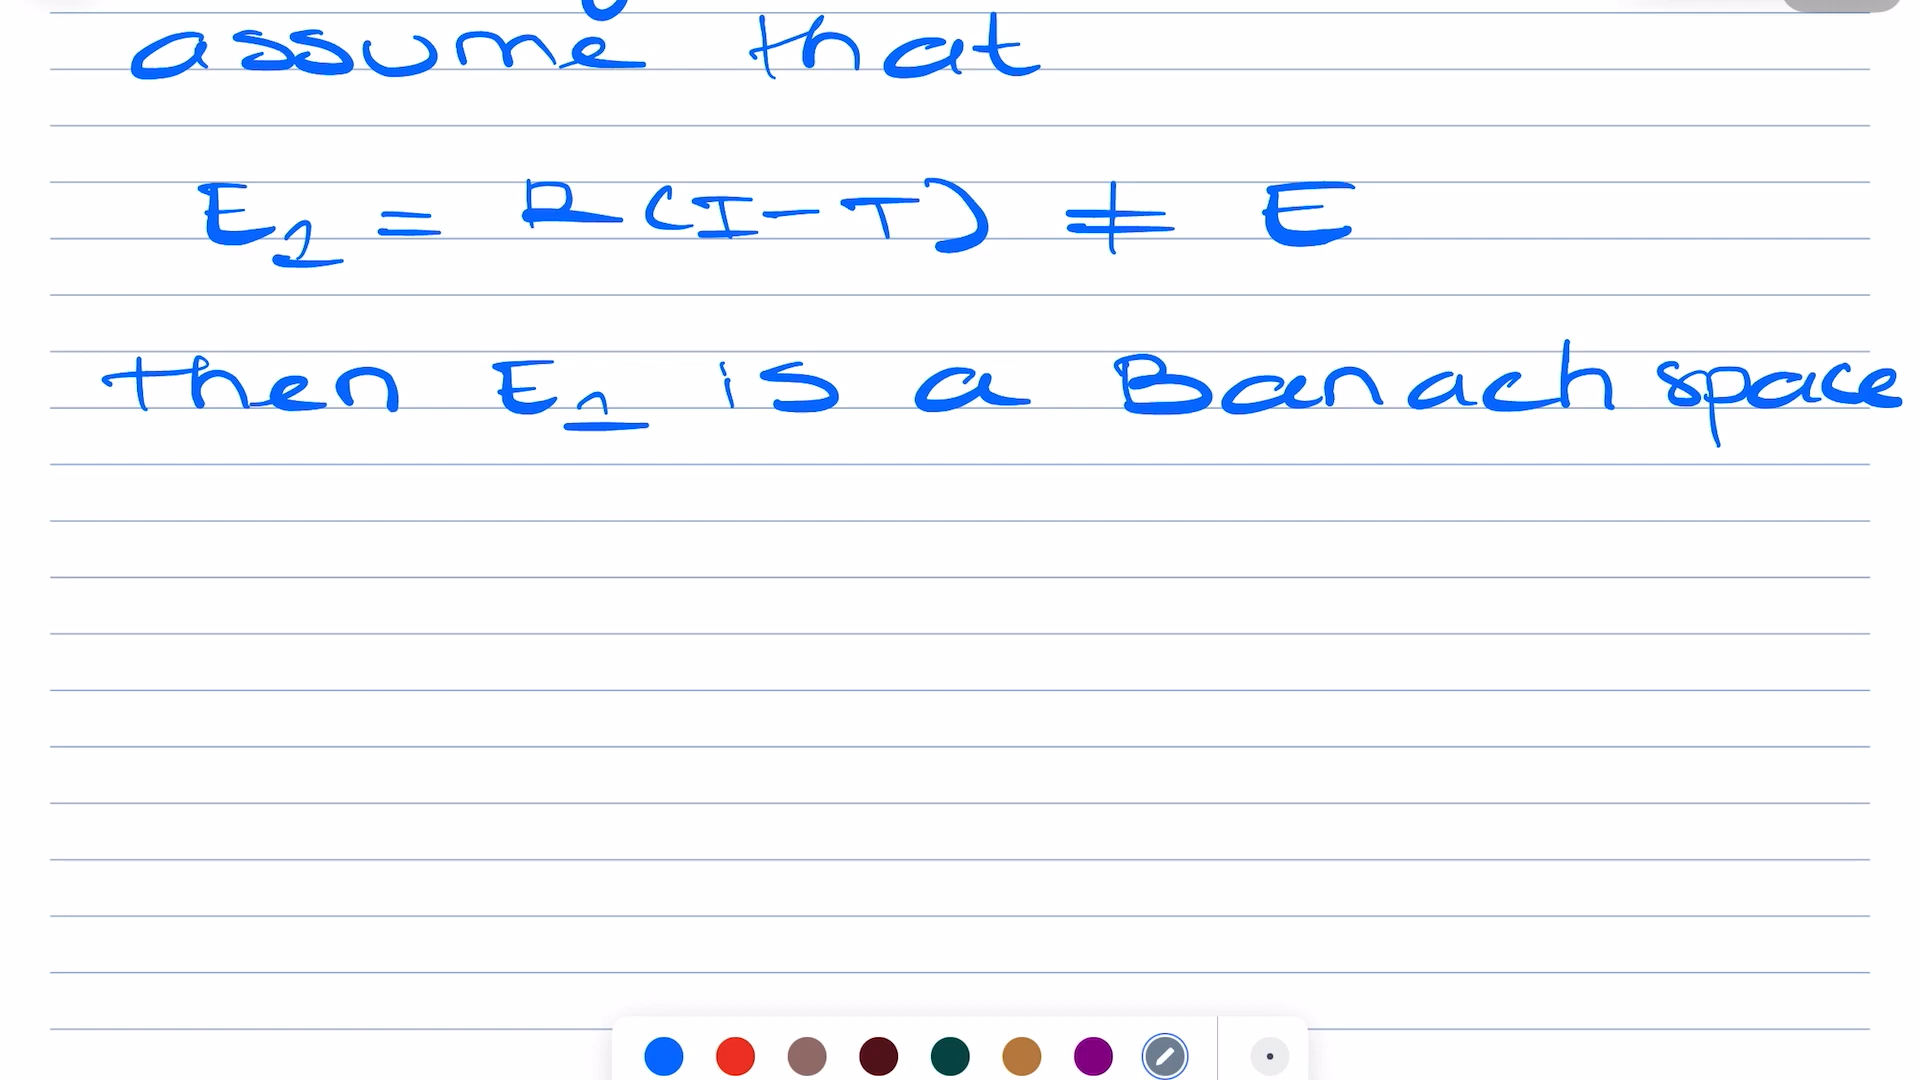 assume that
E₁ = R(I-T) ≠ E
then E₁ is a Banach space